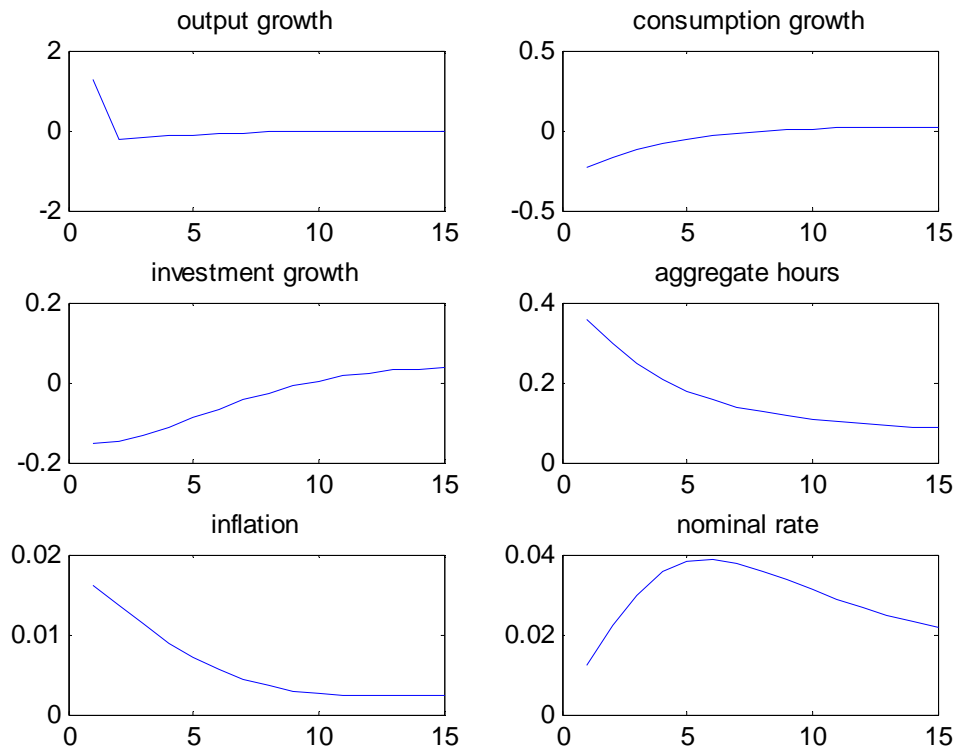 output growth
2
0
-2
0 5 10 15
consumption growth
0.5
0
-0.5
0 5 10 15
investment growth
0.2
0
-0.2
0 5 10 15
aggregate hours
0.4
0.2
0
0 5 10 15
inflation
0.02
0.01
0
0 5 10 15
nominal rate
0.04
0.02
0
0 5 10 15